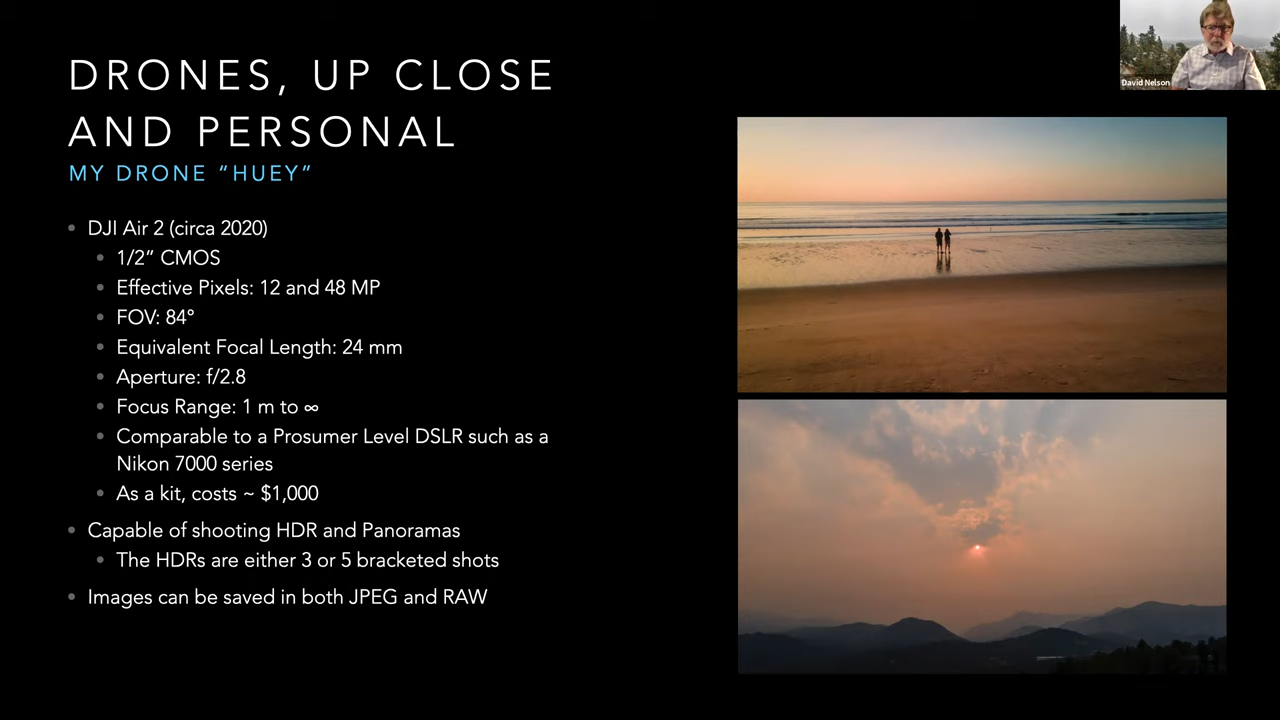 DRONES, UP CLOSE
AND PERSONAL
MY DRONE “HUEY”
• DJI Air 2 (circa 2020)
• 1/2” CMOS
• Effective Pixels: 12 and 48 MP
• FOV: 84°
• Equivalent Focal Length: 24 mm
• Aperture: f/2.8
• Focus Range: 1 m to ∞
• Comparable to a Prosumer Level DSLR such as a
Nikon 7000 series
• As a kit, costs ~ $1,000
• Capable of shooting HDR and Panoramas
• The HDRs are either 3 or 5 bracketed shots
• Images can be saved in both JPEG and RAW
David Nelson